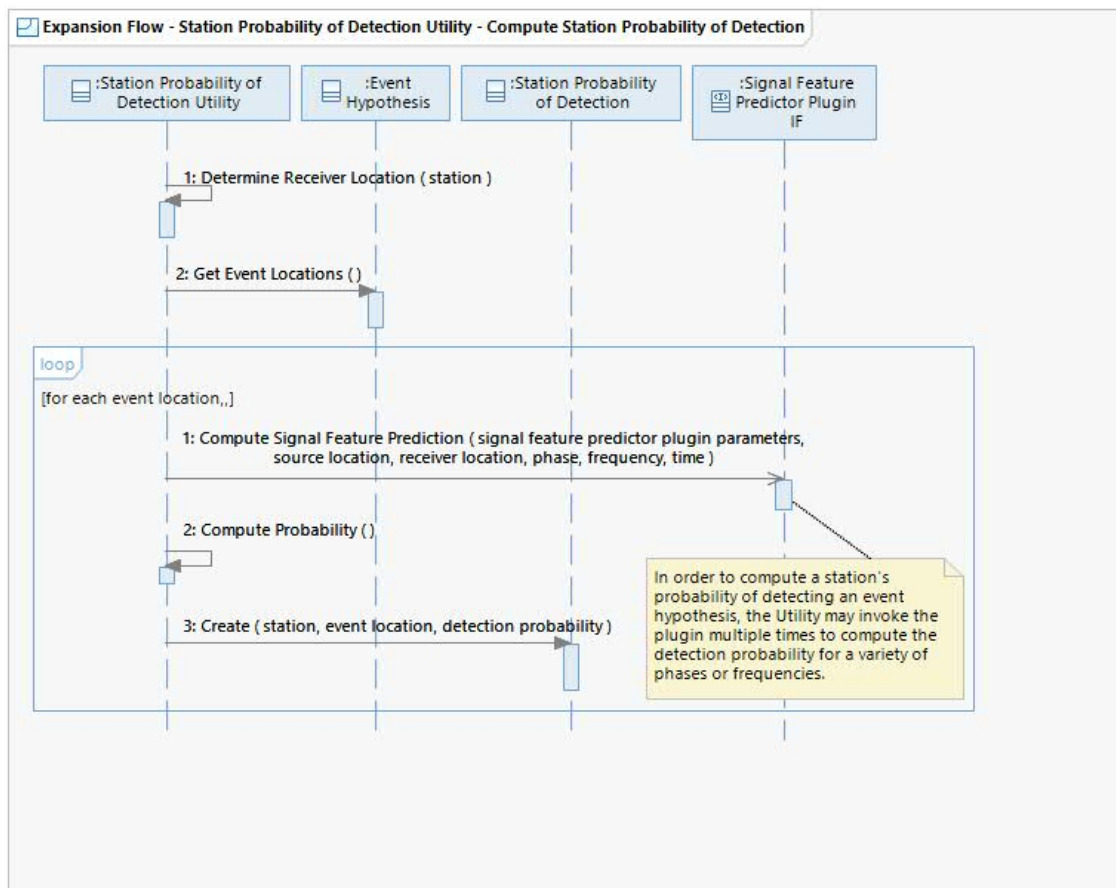 Expansion Flow - Station Probability of Detection Utility - Compute Station Probability of Detection
:Station Probability of
Detection Utility
:Event
Hypothesis
:Station Probability
of Detection
:Signal Feature
Predictor Plugin
IF
1: Determine Receiver Location ( station )
2: Get Event Locations ( )
loop
[for each event location,,]
1: Compute Signal Feature Prediction ( signal feature predictor plugin parameters,
source location, receiver location, phase, frequency, time )
2: Compute Probability ( )
3: Create ( station, event location, detection probability )
In order to compute a station's
probability of detecting an event
hypothesis, the Utility may invoke the
plugin multiple times to compute the
detection probability for a variety of
phases or frequencies.